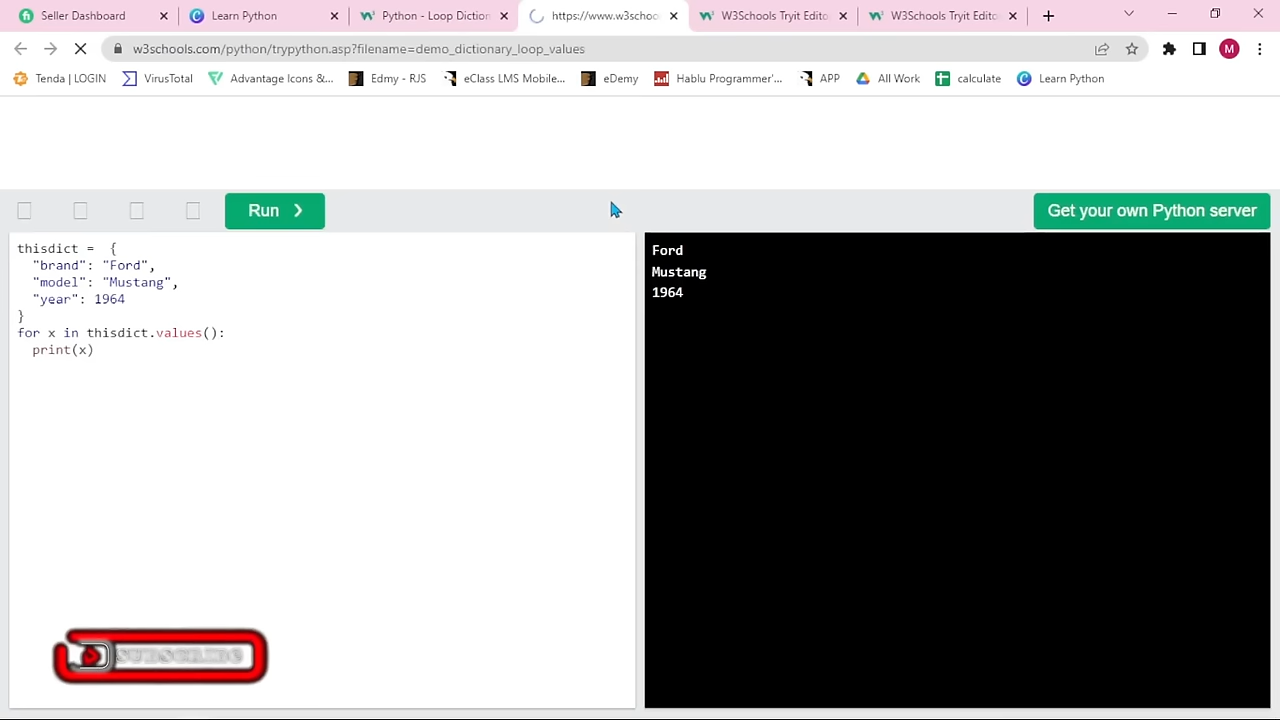 Seller Dashboard
Learn Python
Python - Loop Diction
https://www.w3schoo
W3Schools Tryit Edito
W3Schools Tryit Edito
w3schools.com/python/trypython.asp?filename=demo_dictionary_loop_values
M
Tenda | LOGIN
VirusTotal
Advantage Icons &...
Edmy - RJS
eClass LMS Mobile...
eDemy
Hablu Programmer'...
APP
All Work
calculate
Learn Python
Run ❯
Get your own Python server
thisdict =  {
  "brand": "Ford",
  "model": "Mustang",
  "year": 1964
}
for x in thisdict.values():
  print(x)
Ford
Mustang
1964
SUBSCRIBE